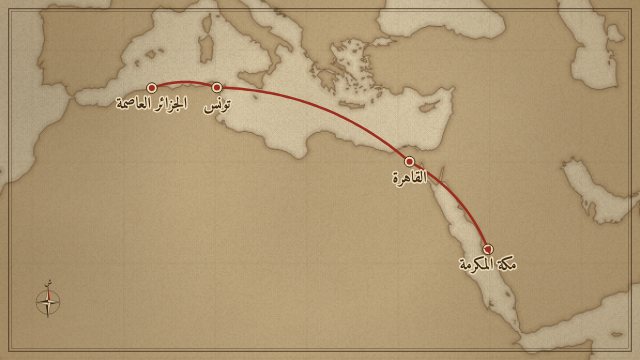 الجزائر العاصمة
تونس
القاهرة
مكة المكرمة
ش